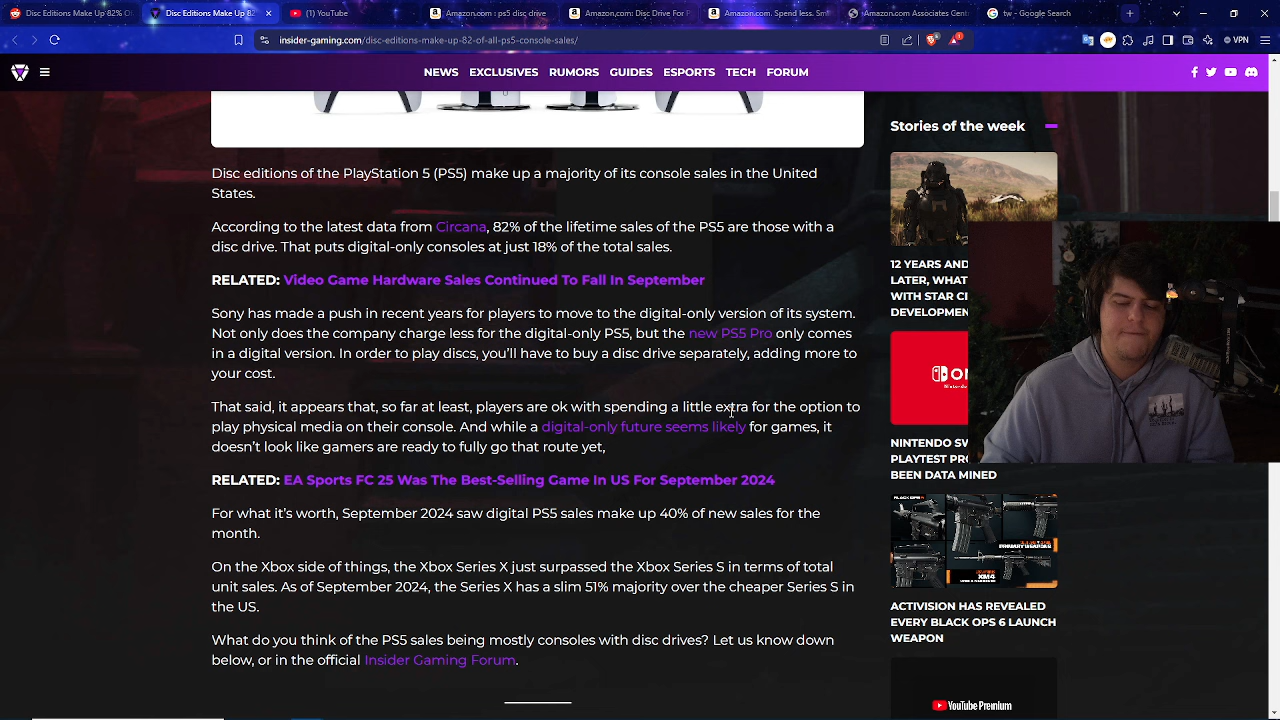 Disc Editions Make Up 82% O
Disc Editions Make Up 82
(1) YouTube
Amazon.com : ps5 disc drive
Amazon.com: Disc Drive For P
Amazon.com. Spend less. Sm
Amazon.com Associates Cent
tw - Google Search
insider-gaming.com/disc-editions-make-up-82-of-all-ps5-console-sales/
VPN
NEWS EXCLUSIVES RUMORS GUIDES ESPORTS TECH FORUM
Disc editions of the PlayStation 5 (PS5) make up a majority of its console sales in the United
States.
According to the latest data from Circana, 82% of the lifetime sales of the PS5 are those with a
disc drive. That puts digital-only consoles at just 18% of the total sales.
RELATED: Video Game Hardware Sales Continued To Fall In September
Sony has made a push in recent years for players to move to the digital-only version of its system.
Not only does the company charge less for the digital-only PS5, but the new PS5 Pro only comes
in a digital version. In order to play discs, you'll have to buy a disc drive separately, adding more to
your cost.
That said, it appears that, so far at least, players are ok with spending a little extra for the option to
play physical media on their console. And while a digital-only future seems likely for games, it
doesn't look like gamers are ready to fully go that route yet,
RELATED: EA Sports FC 25 Was The Best-Selling Game In US For September 2024
For what it's worth, September 2024 saw digital PS5 sales make up 40% of new sales for the
month.
On the Xbox side of things, the Xbox Series X just surpassed the Xbox Series S in terms of total
unit sales. As of September 2024, the Series X has a slim 51% majority over the cheaper Series S in
the US.
What do you think of the PS5 sales being mostly consoles with disc drives? Let us know down
below, or in the official Insider Gaming Forum.
Stories of the week
12 YEARS AND
LATER, WHAT
WITH STAR CI
DEVELOPMEN
ON
NINTENDO SW
PLAYTEST PRO
BEEN DATA MINED
BLACK OPS 6
XM4
ACTIVISION HAS REVEALED
EVERY BLACK OPS 6 LAUNCH
WEAPON
YouTube Premium